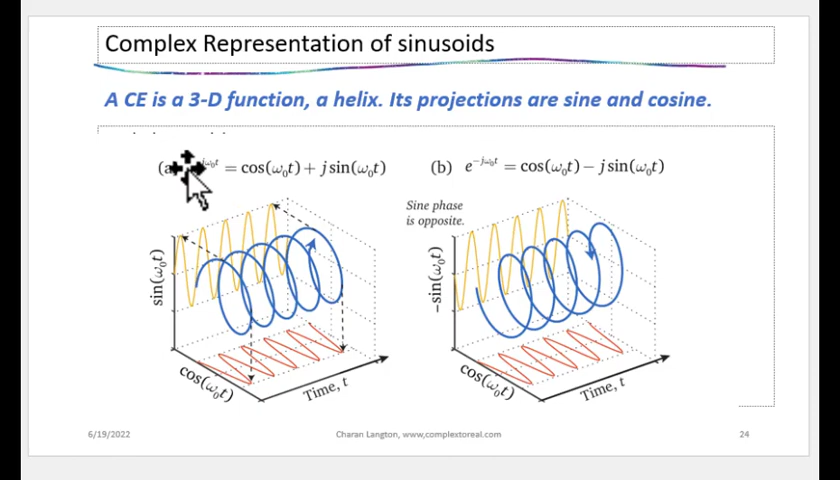 Complex Representation of sinusoids
A CE is a 3-D function, a helix. Its projections are sine and cosine.
(a jω₀t = cos(ω₀t) + j sin(ω₀t)
(b) e^−jω₀t = cos(ω₀t) − j sin(ω₀t)
Sine phase
is opposite.
sin(ω₀t)
cos(ω₀t)
Time, t
−sin(ω₀t)
cos(ω₀t)
Time, t
6/19/2022
Charan Langton, www,complextoreal.com
24